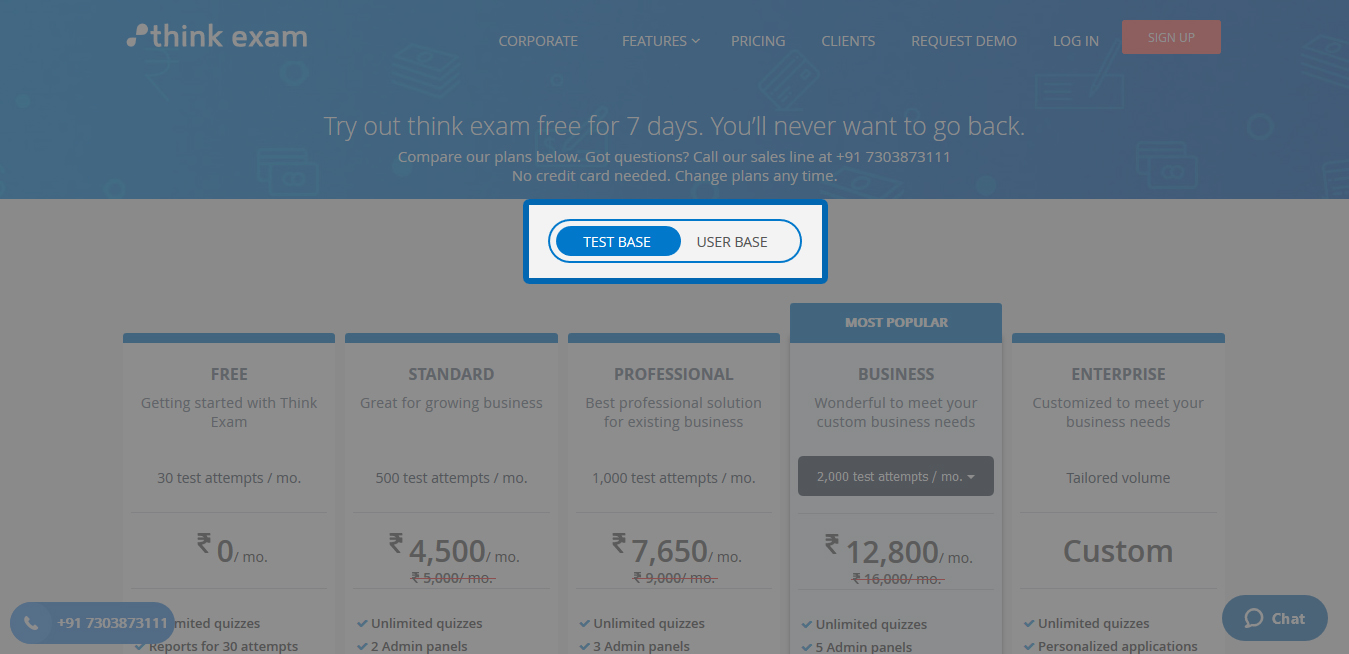 think exam
CORPORATE FEATURES PRICING CLIENTS REQUEST DEMO LOG IN SIGN UP
Try out think exam free for 7 days. You'll never want to go back.
Compare our plans below. Got questions? Call our sales line at +91 7303873111
No credit card needed. Change plans any time.
TEST BASE USER BASE
MOST POPULAR
FREE
Getting started with Think
Exam
30 test attempts / mo.
₹ 0/ mo.
STANDARD
Great for growing business
500 test attempts / mo.
₹ 4,500/ mo.
₹ 5,000/ mo.
PROFESSIONAL
Best professional solution
for existing business
1,000 test attempts / mo.
₹ 7,650/ mo.
₹ 9,000/ mo.
BUSINESS
Wonderful to meet your
custom business needs
2,000 test attempts / mo.
₹ 12,800/ mo.
₹ 16,000/ mo.
ENTERPRISE
Customized to meet your
business needs
Tailored volume
Custom
+91 7303873111
mited quizzes
Reports for 30 attempts
Unlimited quizzes
2 Admin panels
Unlimited quizzes
3 Admin panels
Unlimited quizzes
5 Admin panels
Unlimited quizzes
Personalized applications
Chat